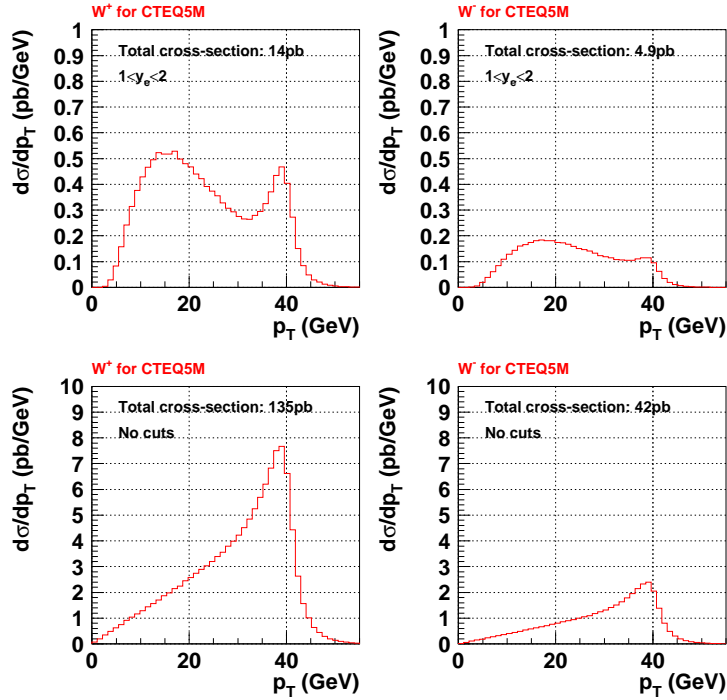 W⁺ for CTEQ5M
Total cross-section: 14pb
1<yₑ<2
dσ/dp_T (pb/GeV)
1
0.9
0.8
0.7
0.6
0.5
0.4
0.3
0.2
0.1
0
0 20 40
p_T (GeV)
W⁻ for CTEQ5M
Total cross-section: 4.9pb
1<yₑ<2
dσ/dp_T (pb/GeV)
1
0.9
0.8
0.7
0.6
0.5
0.4
0.3
0.2
0.1
0
0 20 40
p_T (GeV)
W⁺ for CTEQ5M
Total cross-section: 135pb
No cuts
dσ/dp_T (pb/GeV)
10
9
8
7
6
5
4
3
2
1
0
0 20 40
p_T (GeV)
W⁻ for CTEQ5M
Total cross-section: 42pb
No cuts
dσ/dp_T (pb/GeV)
10
9
8
7
6
5
4
3
2
1
0
0 20 40
p_T (GeV)